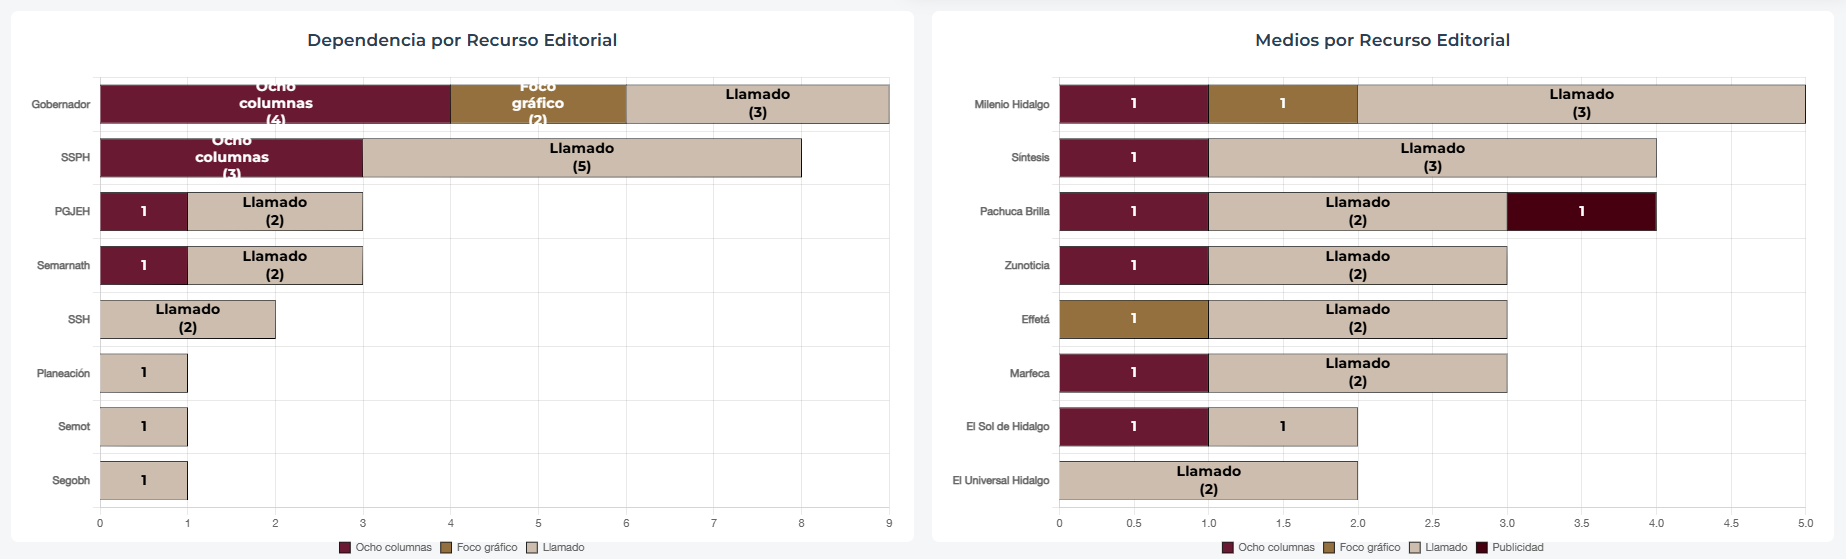 Dependencia por Recurso Editorial
Gobernador
Ocho
columnas
(4)
Foco
gráfico
(2)
Llamado
(3)
SSPH
Ocho
columnas
(3)
Llamado
(5)
PGJEH
1
Llamado
(2)
Semarnath
1
Llamado
(2)
SSH
Llamado
(2)
Planeación
1
Semot
1
Segobh
1
0 1 2 3 4 5 6 7 8 9
Ocho columnas Foco gráfico Llamado
Medios por Recurso Editorial
Milenio Hidalgo
1
1
Llamado
(3)
Síntesis
1
Llamado
(3)
Pachuca Brilla
1
Llamado
(2)
1
Zunoticia
1
Llamado
(2)
Effetá
1
Llamado
(2)
Marfeca
1
Llamado
(2)
El Sol de Hidalgo
1
1
El Universal Hidalgo
Llamado
(2)
0 0.5 1.0 1.5 2.0 2.5 3.0 3.5 4.0 4.5 5.0
Ocho columnas Foco gráfico Llamado Publicidad